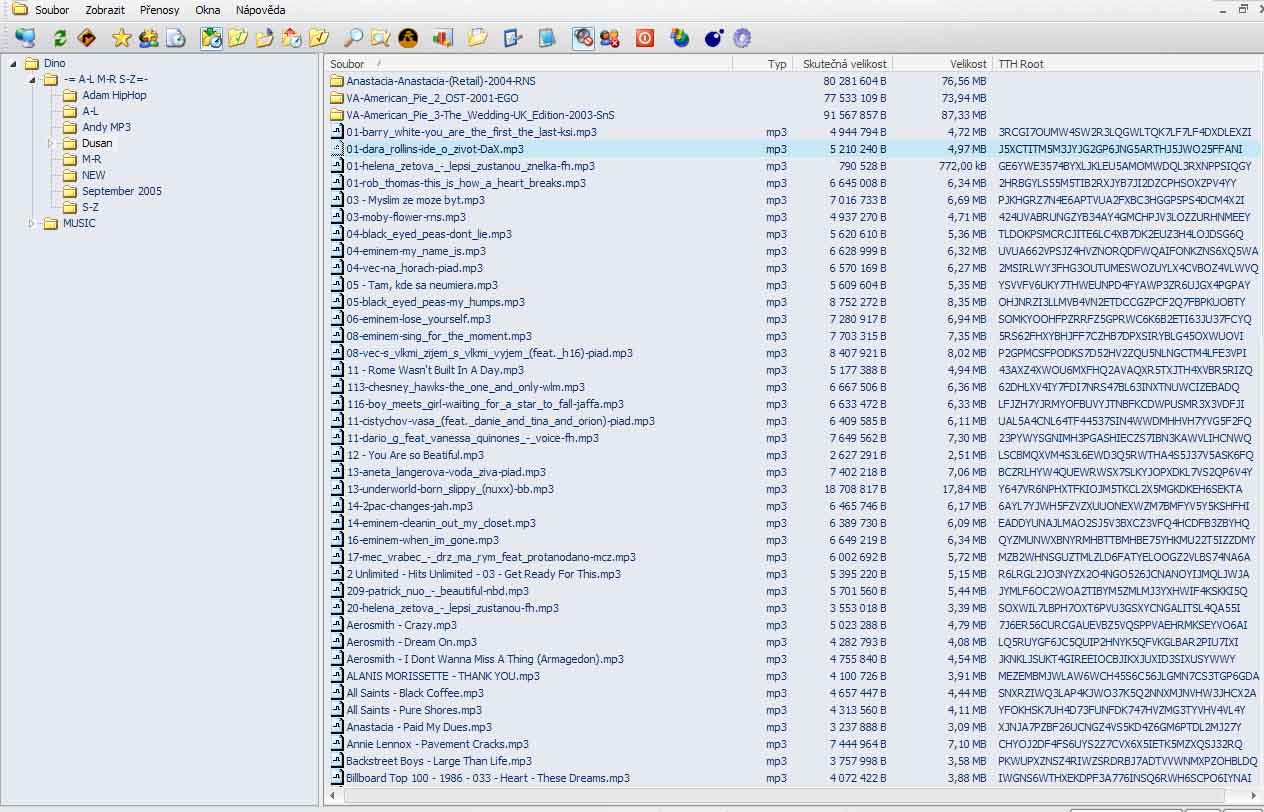 Soubor Zobrazit Přenosy Okna Nápověda
Dino
-= A-L M-R S-Z=-
Adam HipHop
A-L
Andy MP3
Dusan
M-R
NEW
September 2005
S-Z
MUSIC
Soubor / Typ Skutečná velikost Velikost TTH Root
Anastacia-Anastacia-(Retail)-2004-RNS 80 281 604 B 76,56 MB
VA-American_Pie_2_OST-2001-EGO 77 533 109 B 73,94 MB
VA-American_Pie_3-The_Wedding-UK_Edition-2003-SnS 91 567 857 B 87,33 MB
01-barry_white-you_are_the_first_the_last-ksi.mp3 mp3 4 944 794 B 4,72 MB 3RCGI7OUMW4SW2R3LQGWLTQK7LF7LF4DXDLEXZI
01-dara_rollins-ide_o_zivot-DaX.mp3 mp3 5 210 240 B 4,97 MB J5XCTITM5M3JYJG2GP6JNG5ARTHJ5JWO25FFANI
01-helena_zetova_-_lepsi_zustanou_znelka-fh.mp3 mp3 790 528 B 772,00 kB GE6YWE3574BYXLJKLEU5AMOMWDQL3RXNPPSIQGY
01-rob_thomas-this_is_how_a_heart_breaks.mp3 mp3 6 645 008 B 6,34 MB 2HRBGYLS55M5TIB2RXJYB7JI2DZCPHSOXZPV4YY
03 - Myslim ze moze byt.mp3 mp3 7 016 733 B 6,69 MB PJKHGRZ7N4E6APTVUA2FXBC3HGGPSPS4DCM4X2I
03-moby-flower-rns.mp3 mp3 4 937 270 B 4,71 MB 424UVABRUNGZYB34AY4GMCHPJV3LOZZURHNMEEY
04-black_eyed_peas-dont_lie.mp3 mp3 5 620 610 B 5,36 MB TLDOKPSMCRCJITE6LC4XB7DK2EUZ3H4LOJDSG6Q
04-eminem-my_name_is.mp3 mp3 6 628 999 B 6,32 MB UVUA662VPSJZ4HVZNORQDFWQAIFONKZNS6XQ5WA
04-vec-na_horach-piad.mp3 mp3 6 570 169 B 6,27 MB 2MSIRLWY3FHG3OUTUMESWOZUYLX4CVBOZ4VLWVQ
05 - Tam, kde sa neumiera.mp3 mp3 5 609 604 B 5,35 MB YSVVFV6UKY7THWEUNPD4FYAWP3ZR6UJGX4PGPAY
05-black_eyed_peas-my_humps.mp3 mp3 8 752 272 B 8,35 MB OHJNRZI3LLMVB4VN2ETDCCGZPCF2Q7FBPKUOBTY
06-eminem-lose_yourself.mp3 mp3 7 280 917 B 6,94 MB SOMKYOOHFPZRRFZ5GPRWC6K6B2ETI63JU37FCYQ
08-eminem-sing_for_the_moment.mp3 mp3 7 703 315 B 7,35 MB 5RS62FHXYBHJFF7CZHB7DPXSIRYBLG45OXWUOVI
08-vec-s_vlkmi_zijem_s_vlkmi_vyjem_(feat._h16)-piad.mp3 mp3 8 407 921 B 8,02 MB P2GPMCSFPODKS7D52HV2ZQU5NLNGCTM4LFE3VPI
11 - Rome Wasn't Built In A Day.mp3 mp3 5 177 388 B 4,94 MB 43AXZ4XWOU6MXFHQ2AVAQXR5TXJTH4XVBR5RIZQ
113-chesney_hawks-the_one_and_only-wlm.mp3 mp3 6 667 506 B 6,36 MB 62DHLXV4IY7FDI7NRS47BL63INXTNUWCIZEBADQ
116-boy_meets_girl-waiting_for_a_star_to_fall-jaffa.mp3 mp3 6 633 472 B 6,33 MB LFJZH7YJRMYOFBUVYJTNBFKCDWPUSMR3X3VDFJI
11-cistychov-vasa_(feat._danie_and_tina_and_orion)-piad.mp3 mp3 6 409 585 B 6,11 MB UAL5A4CNL64TF44537SIN4WWDMHHVH7YVG5F2FQ
11-dario_g_feat_vanessa_quinones_-_voice-fh.mp3 mp3 7 649 562 B 7,30 MB 23PYWYSGNIMH3PGASHIECZS7IBN3KAWVLIHCNWQ
12 - You Are so Beatiful.mp3 mp3 2 627 291 B 2,51 MB LSCBMQXVM4S3L6EWD3Q5RWTHA4S5J37V5ASK6FQ
13-aneta_langerova-voda_ziva-piad.mp3 mp3 7 402 218 B 7,06 MB BCZRLHYW4QUEWRWSX7SLKYJOPXDKL7VS2QP6V4Y
13-underworld-born_slippy_(nuxx)-bb.mp3 mp3 18 708 817 B 17,84 MB Y647VR6NPHXTFKIOJM5TKCL2X5MGKDKEH6SEKTA
14-2pac-changes-jah.mp3 mp3 6 465 746 B 6,17 MB 6AYL7YJWH5FZVZXUUONEXWZM7BMFYV5Y5KSHFHI
14-eminem-cleanin_out_my_closet.mp3 mp3 6 389 730 B 6,09 MB EADDYUNAJLMAO2SJ5V3BXCZ3VFQ4HCDFB3ZBYHQ
16-eminem-when_im_gone.mp3 mp3 6 649 219 B 6,34 MB QYZMUNWXBNYRMHBTTBMHBE75YHKMU2T5IZZDMY
17-mec_vrabec_-_drz_ma_rym_feat_protanodano-mcz.mp3 mp3 6 002 692 B 5,72 MB MZB2WHNSGUZTMLZLD6FATYELOOGZ2VLBS74NA6A
2 Unlimited - Hits Unlimited - 03 - Get Ready For This.mp3 mp3 5 395 220 B 5,15 MB R6LRGL2JO3NYZX2O4NGO526JCNANOYIJMQLJWJA
209-patrick_nuo_-_beautiful-nbd.mp3 mp3 5 701 560 B 5,44 MB JYMLF6OC2WOA2TIBYM5ZMLMJ3YXHWIF4KSKKI5Q
20-helena_zetova_-_lepsi_zustanou-fh.mp3 mp3 3 553 018 B 3,39 MB SOXWIL7LBPH7OXT6PVU3GSXYCNGALITSL4QA55I
Aerosmith - Crazy.mp3 mp3 5 023 288 B 4,79 MB 7J6ER56CURCGAUEVBZ5VQSPPVAEHRMKSEYVO6AI
Aerosmith - Dream On.mp3 mp3 4 282 793 B 4,08 MB LQ5RUYGF6JC5QUIP2HNYK5QFVKGLBAR2PIU7IXI
Aerosmith - I Dont Wanna Miss A Thing (Armagedon).mp3 mp3 4 755 840 B 4,54 MB JKNKLJSUKT4GIREEIOCBJIKXJUXID3SIXUSYWWY
ALANIS MORISSETTE - THANK YOU.mp3 mp3 4 100 726 B 3,91 MB MEZEMBMJWLAW6WCH45S6C56JLGMN7CS3TGP6GDA
All Saints - Black Coffee.mp3 mp3 4 657 447 B 4,44 MB SNXRZIWQ3LAP4KJWO37K5Q2NNXMJNVHW3JHCX2A
All Saints - Pure Shores.mp3 mp3 4 313 560 B 4,11 MB YFOKHSK7UH4D73FUNFDK747HVZMG3TYVHV4VL4Y
Anastacia - Paid My Dues.mp3 mp3 3 237 888 B 3,09 MB XJNJA7PZBF26UCNGZ4VS5KD4Z6GM6PTDL2MJ27Y
Annie Lennox - Pavement Cracks.mp3 mp3 7 444 964 B 7,10 MB CHYOJ2DF4FS6UYS2Z7CVX6X5IETK5MZXQSJ32RQ
Backstreet Boys - Large Than Life.mp3 mp3 3 757 998 B 3,58 MB PKWUPXZNSZ4RIWZSRDRBJ7ADTVVWNMXPZOHBLDQ
Billboard Top 100 - 1986 - 033 - Heart - These Dreams.mp3 mp3 4 072 422 B 3,88 MB IWGNS6WTHXEKDPF3A776INSQ6RWH6SCPO6IYNAI